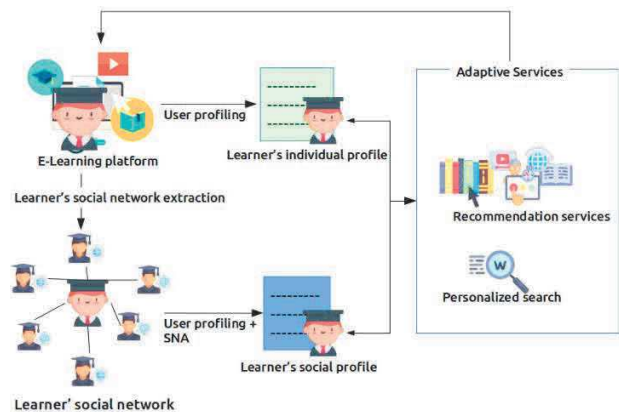 Adaptive Services
User profiling
E-Learning platform
Learner's individual profile
Learner's social network extraction
Recommendation services
W
Personalized search
User profiling +
SNA
Learner's social profile
Learner' social network